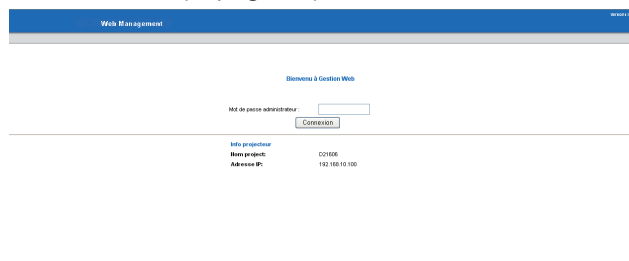 Web Management
Bienvenu à Gestion Web
Mot de passe administrateur :
Connexion
Info projecteur
Nom project: D21606
Adresse IP: 192.168.10.100